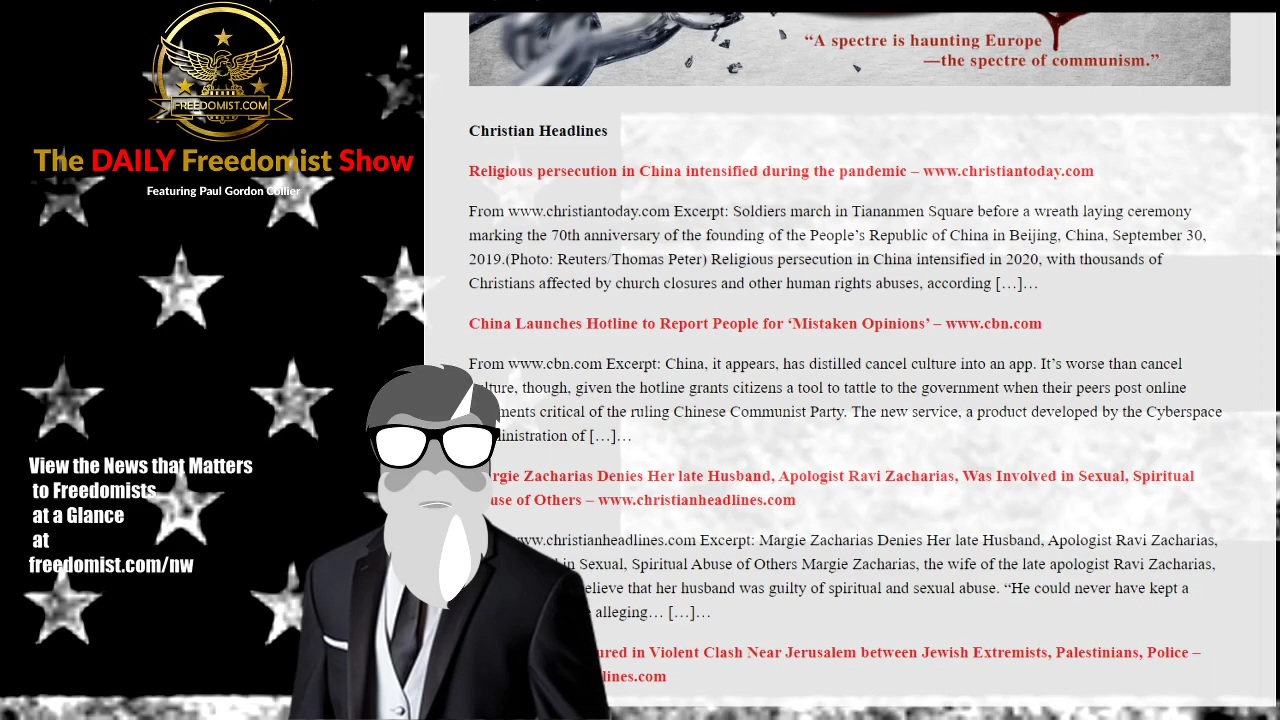 FREEDOMIST.COM
The DAILY Freedomist Show
Featuring Paul Gordon Collier
View the News that Matters
to Freedomists
at a Glance
at
freedomist.com/nw
“A spectre is haunting Europe
—the spectre of communism.”
Christian Headlines
Religious persecution in China intensified during the pandemic – www.christiantoday.com
From www.christiantoday.com Excerpt: Soldiers march in Tiananmen Square before a wreath laying ceremony
marking the 70th anniversary of the founding of the People’s Republic of China in Beijing, China, September 30,
2019.(Photo: Reuters/Thomas Peter) Religious persecution in China intensified in 2020, with thousands of
Christians affected by church closures and other human rights abuses, according […]…
China Launches Hotline to Report People for ‘Mistaken Opinions’ – www.cbn.com
From www.cbn.com Excerpt: China, it appears, has distilled cancel culture into an app. It’s worse than cancel
though, given the hotline grants citizens a tool to tattle to the government when their peers post online
critical of the ruling Chinese Communist Party. The new service, a product developed by the Cyberspace
of […]…
Zacharias Denies Her late Husband, Apologist Ravi Zacharias, Was Involved in Sexual, Spiritual
of Others – www.christianheadlines.com
www.christianheadlines.com Excerpt: Margie Zacharias Denies Her late Husband, Apologist Ravi Zacharias,
in Sexual, Spiritual Abuse of Others Margie Zacharias, the wife of the late apologist Ravi Zacharias,
that her husband was guilty of spiritual and sexual abuse. “He could never have kept a
alleging… […]…
in Violent Clash Near Jerusalem between Jewish Extremists, Palestinians, Police –